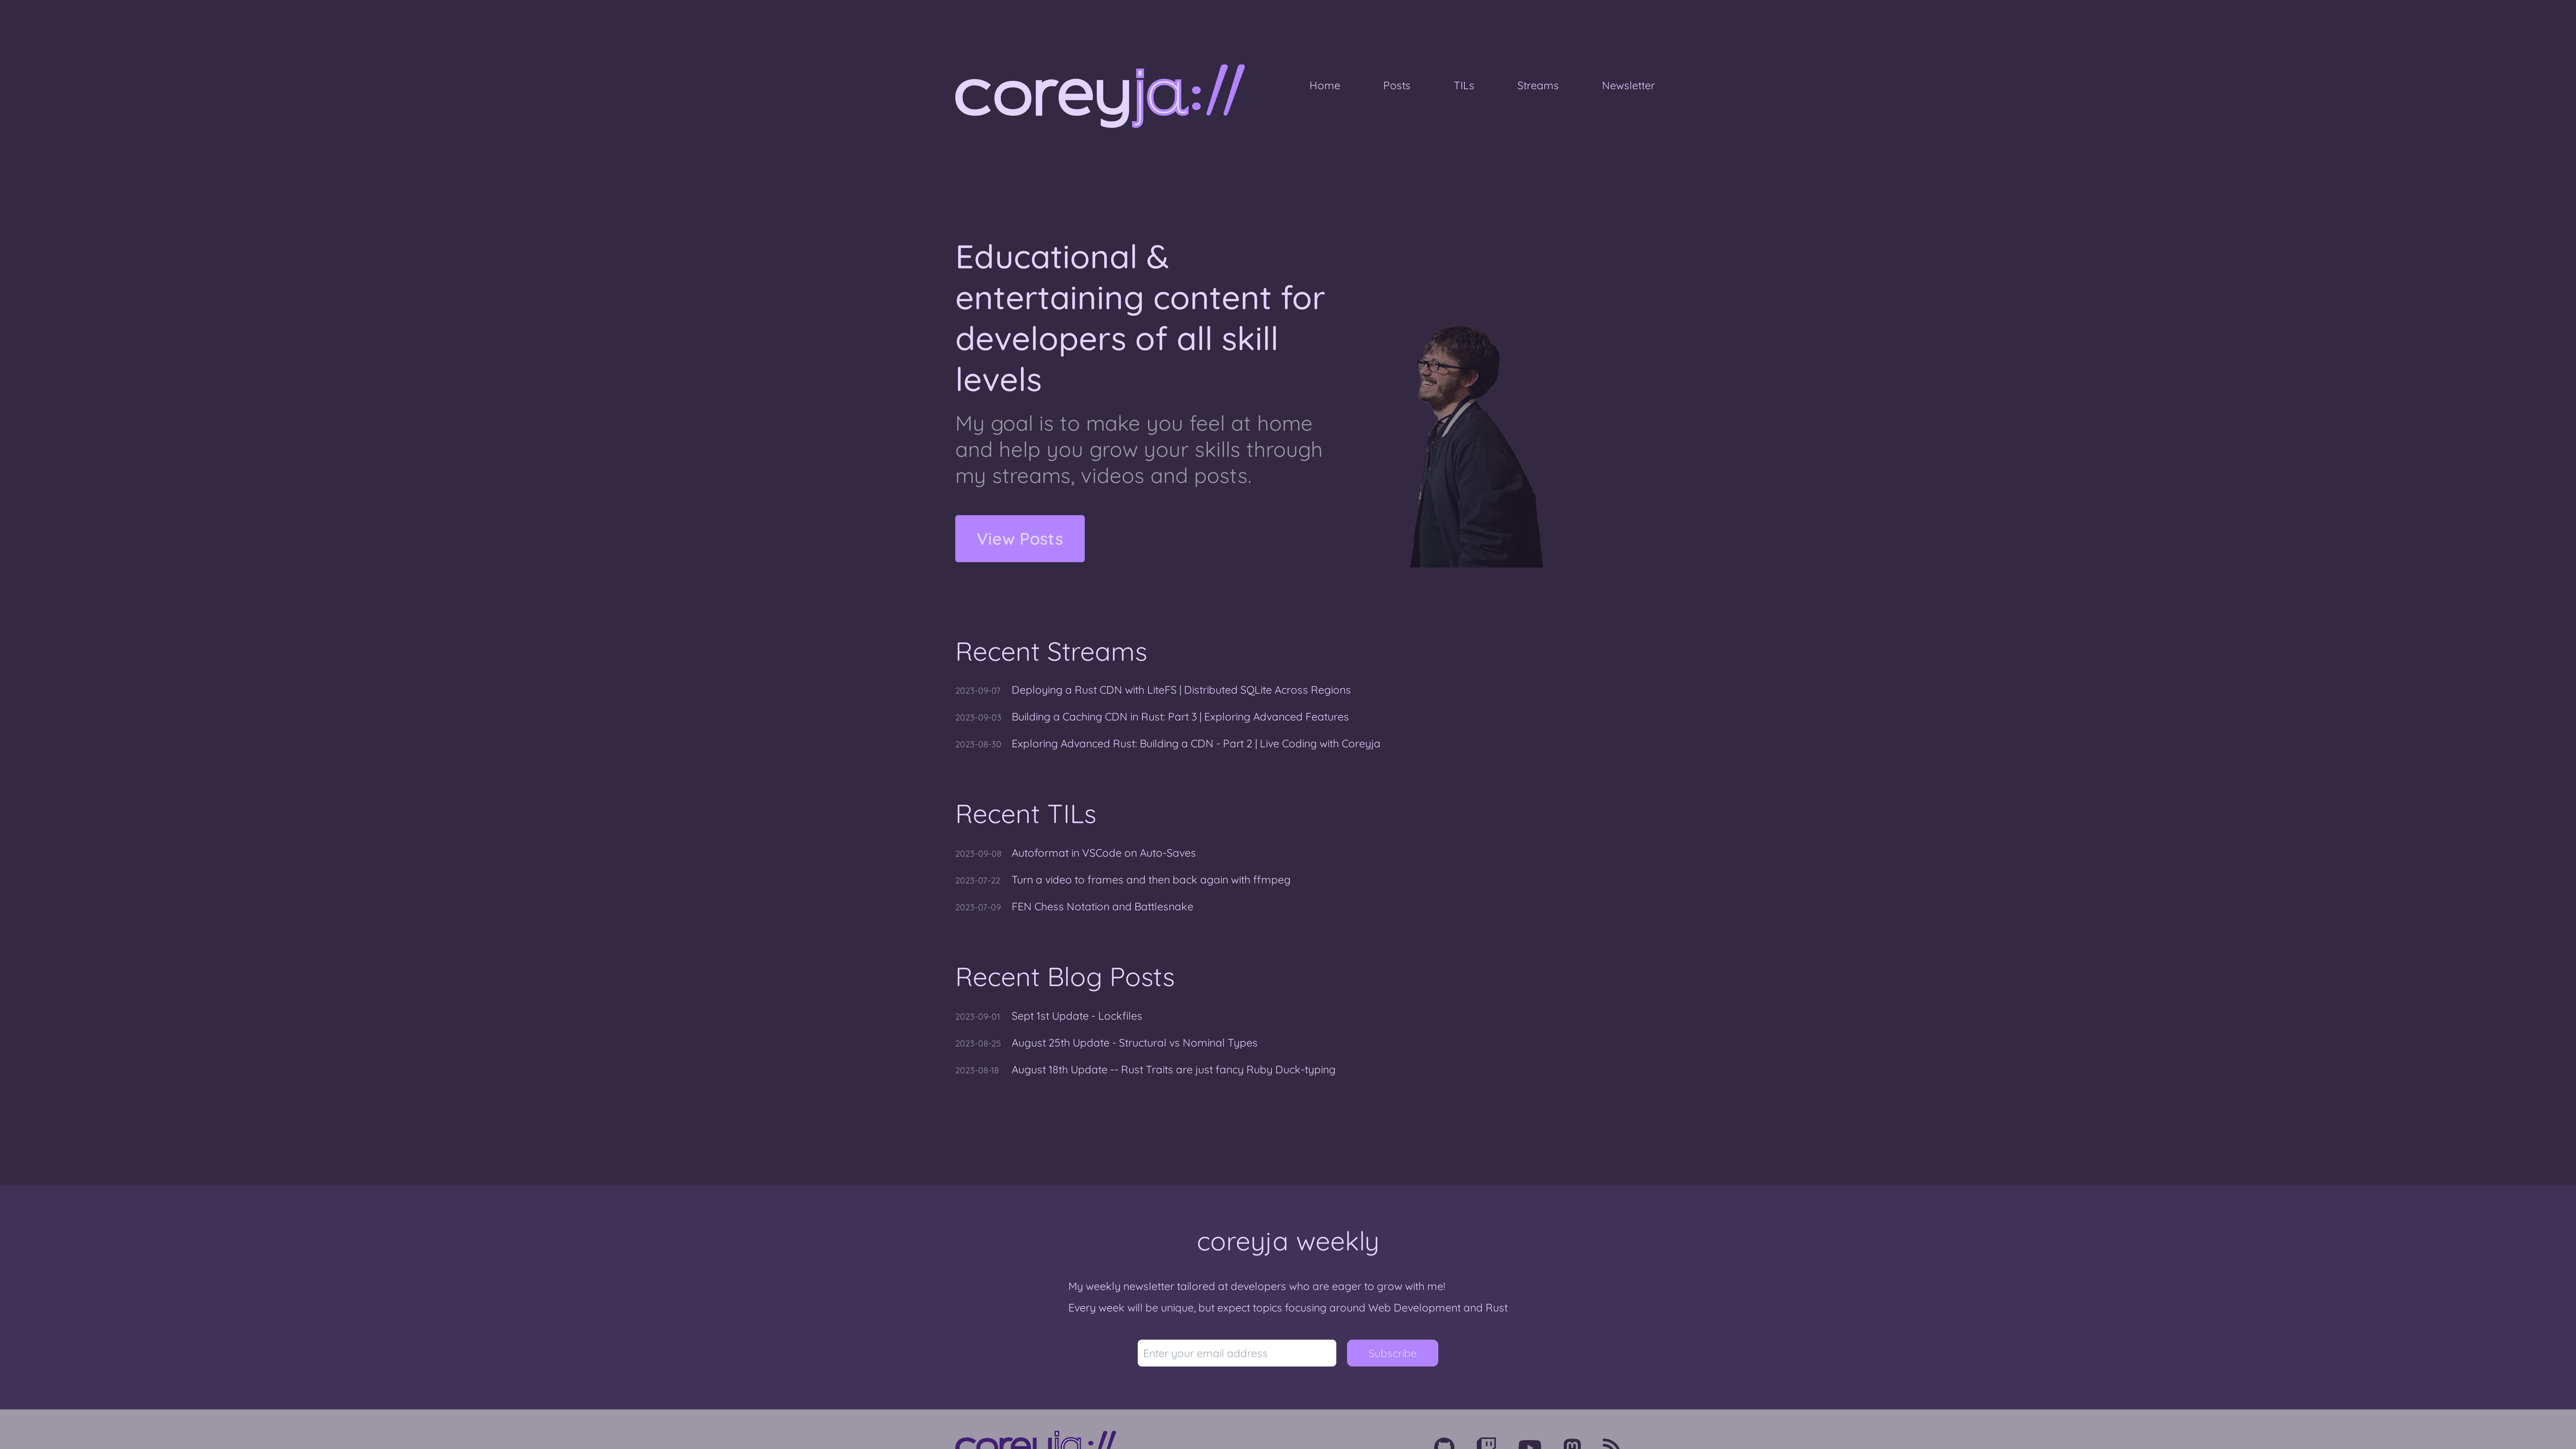 coreyja://
Home Posts TILs Streams Newsletter
Educational &
entertaining content for
developers of all skill
levels
My goal is to make you feel at home
and help you grow your skills through
my streams, videos and posts.
View Posts
Recent Streams
2023-09-07 Deploying a Rust CDN with LiteFS | Distributed SQLite Across Regions
2023-09-03 Building a Caching CDN in Rust: Part 3 | Exploring Advanced Features
2023-08-30 Exploring Advanced Rust: Building a CDN - Part 2 | Live Coding with Coreyja
Recent TILs
2023-09-08 Autoformat in VSCode on Auto-Saves
2023-07-22 Turn a video to frames and then back again with ffmpeg
2023-07-09 FEN Chess Notation and Battlesnake
Recent Blog Posts
2023-09-01 Sept 1st Update - Lockfiles
2023-08-25 August 25th Update - Structural vs Nominal Types
2023-08-18 August 18th Update -- Rust Traits are just fancy Ruby Duck-typing
coreyja weekly
My weekly newsletter tailored at developers who are eager to grow with me!
Every week will be unique, but expect topics focusing around Web Development and Rust
Enter your email address Subscribe
coreyja://